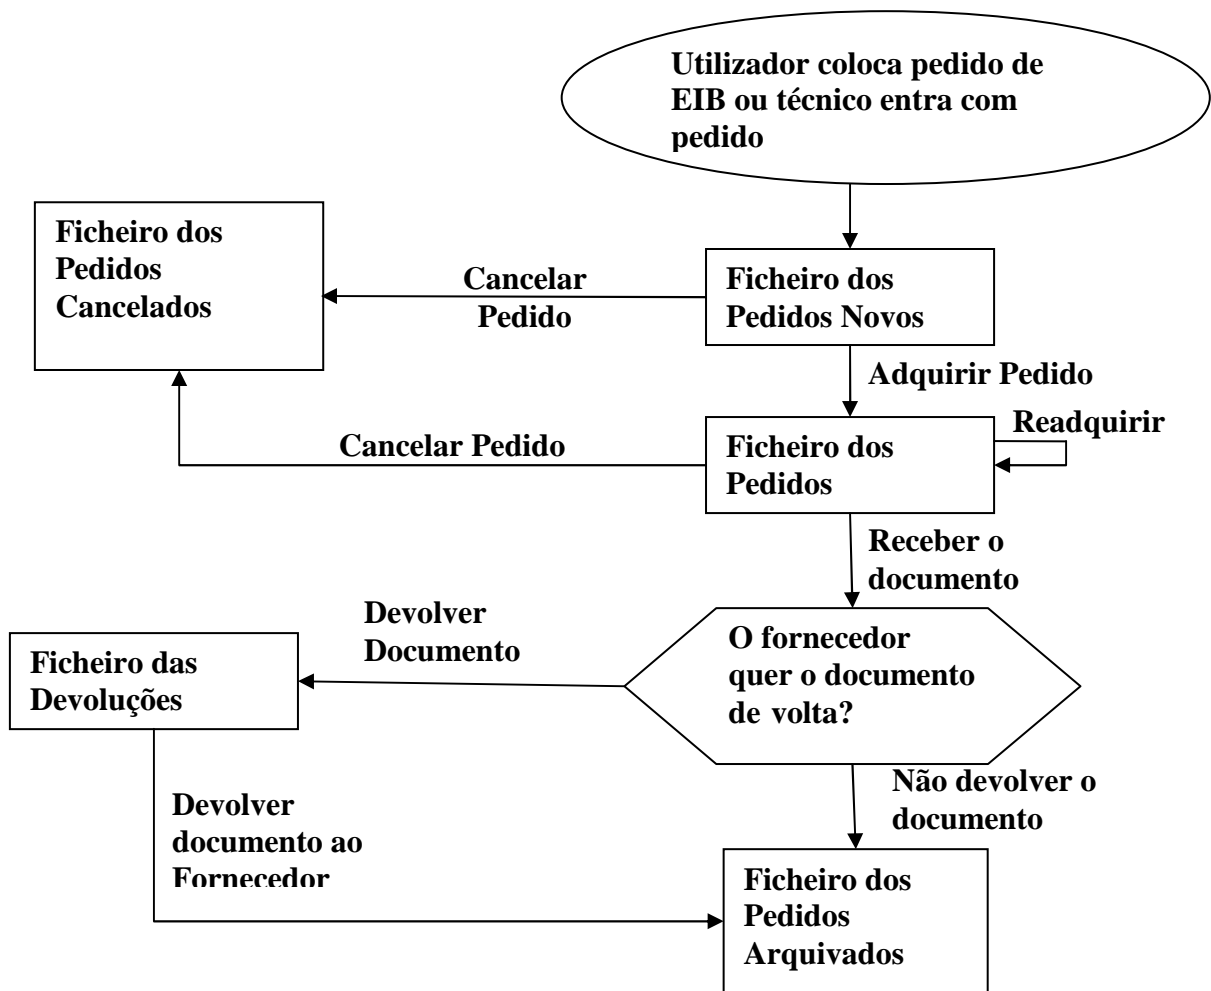 Utilizador coloca pedido de
EIB ou técnico entra com
pedido
Ficheiro dos
Pedidos
Cancelados
Cancelar
Pedido
Ficheiro dos
Pedidos Novos
Adquirir Pedido
Readquirir
Cancelar Pedido
Ficheiro dos
Pedidos
Receber o
documento
Devolver
Documento
O fornecedor
quer o documento
de volta?
Ficheiro das
Devoluções
Não devolver o
documento
Devolver
documento ao
Fornecedor
Ficheiro dos
Pedidos
Arquivados